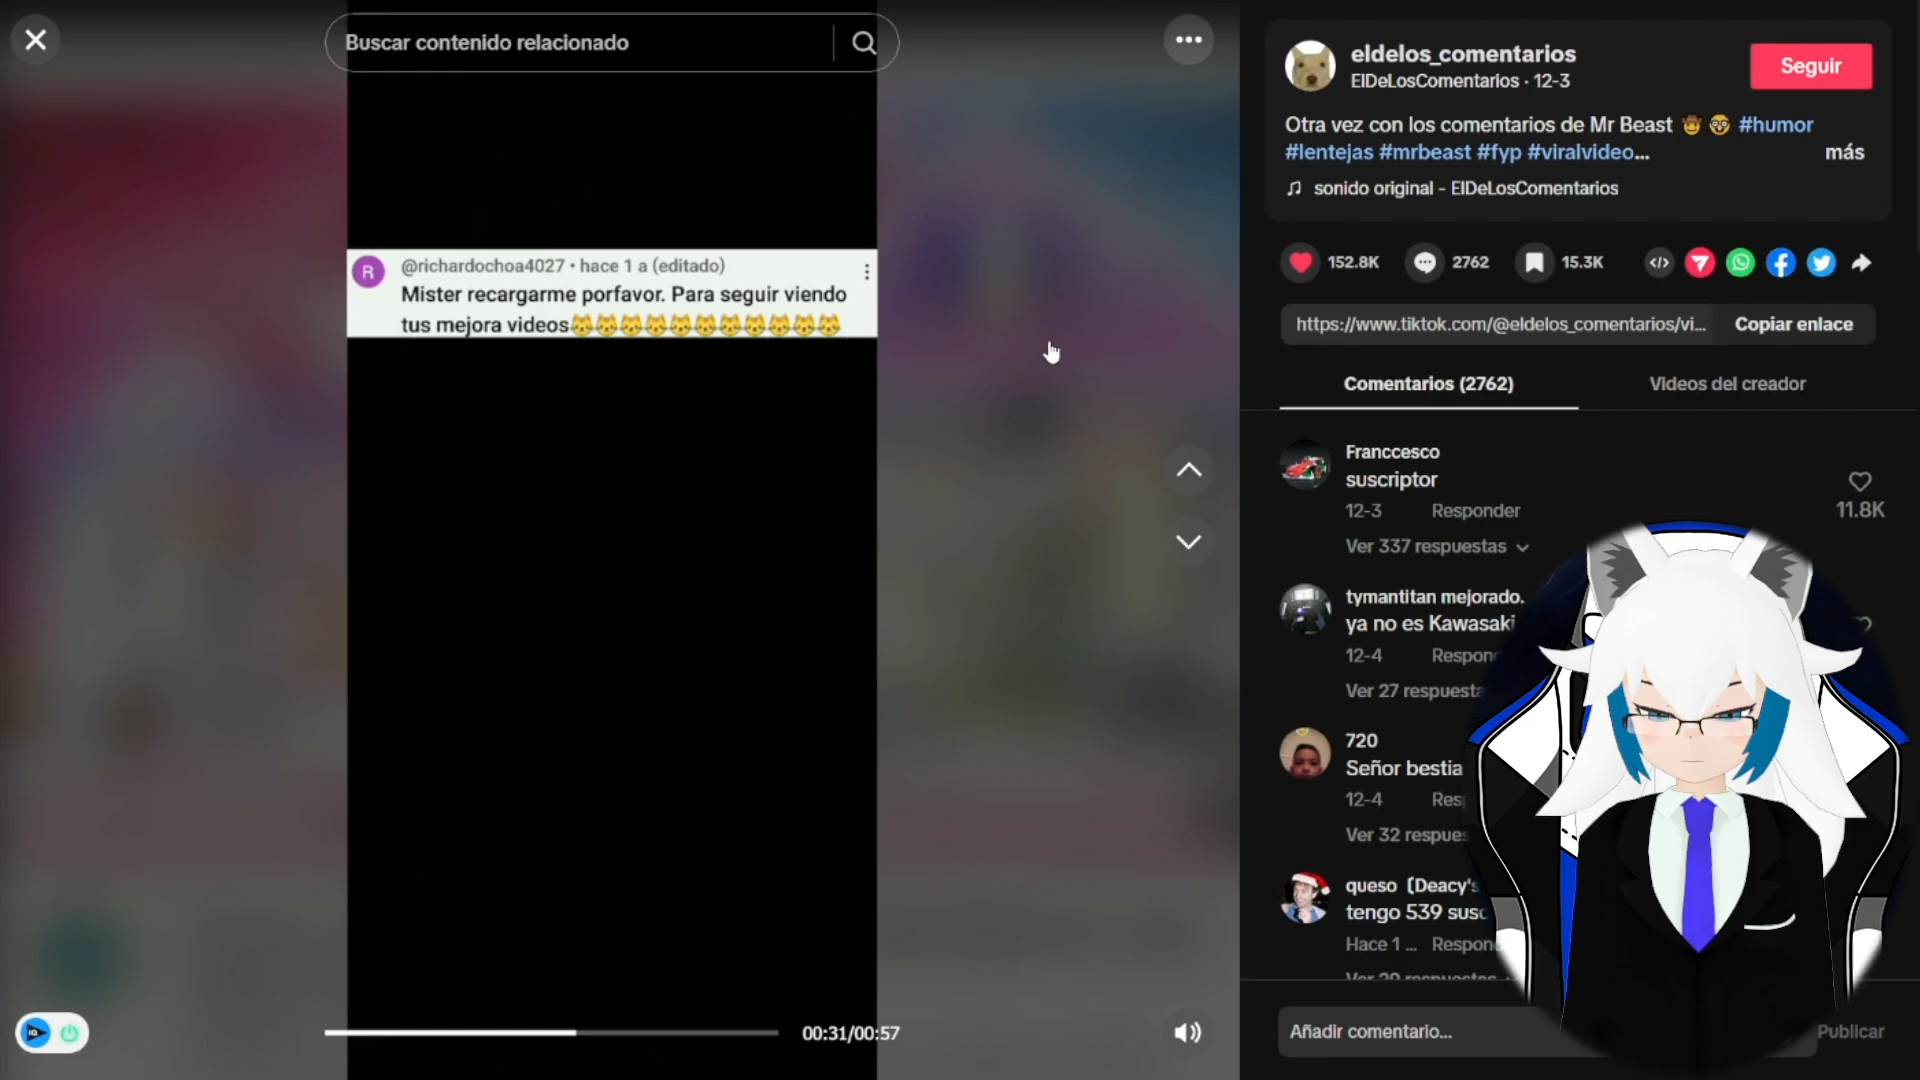 Buscar contenido relacionado
@richardochoa4027 • hace 1 a (editado)
Mister recargarme porfavor. Para seguir viendo
tus mejora videos😸😸😸😸😸😸😸😸😸😸😸
00:31/00:57
eldelos_comentarios
ElDeLosComentarios · 12-3
Seguir
Otra vez con los comentarios de Mr Beast 🤠 🤓 #humor
#lentejas #mrbeast #fyp #viralvideo...
más
sonido original - ElDeLosComentarios
152.8K
2762
15.3K
https://www.tiktok.com/@eldelos_comentarios/vi...
Copiar enlace
Comentarios (2762)
Videos del creador
Franccesco
suscriptor
12-3 Responder
11.8K
Ver 337 respuestas
tymantitan mejorado.
ya no es Kawasaki
12-4
Ver 27
720
Señor bestia
12-4
Ver 32
queso (Deacy's
tengo 539
Hace 1 ...
Añadir comentario...
Publicar